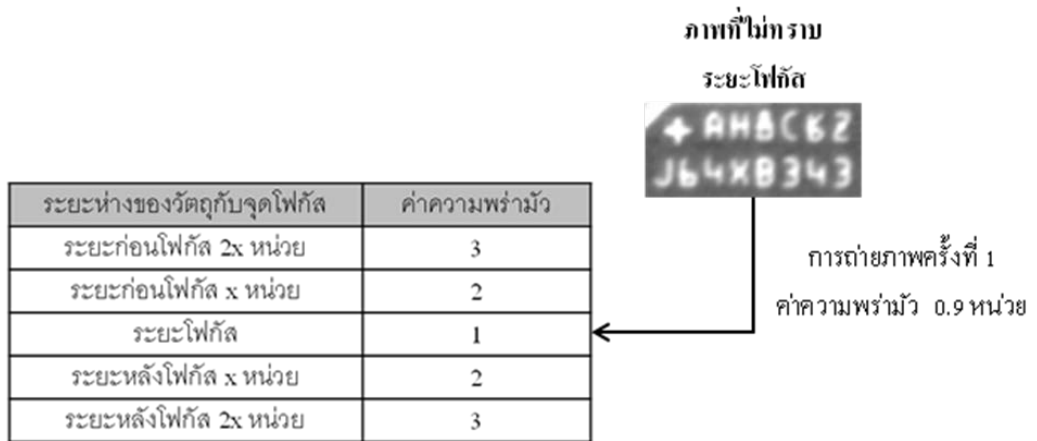 ภาพที่ไม่ทราบ
ระยะโฟกัส
AHBC62
J64XB343
ระยะห่างของวัตถุกับจุดโฟกัส ค่าความพร่ามัว
ระยะก่อนโฟกัส 2x หน่วย 3
ระยะก่อนโฟกัส x หน่วย 2
ระยะโฟกัส 1
ระยะหลังโฟกัส x หน่วย 2
ระยะหลังโฟกัส 2x หน่วย 3
การถ่ายภาพครั้งที่ 1
ค่าความพร่ามัว 0.9 หน่วย